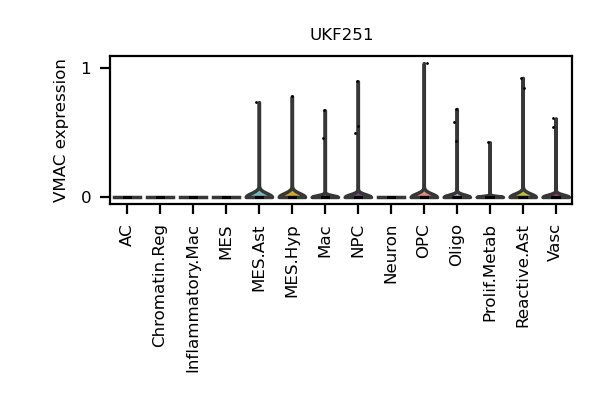 UKF251
VMAC expression
1
0
AC
Chromatin.Reg
Inflammatory.Mac
MES
MES.Ast
MES.Hyp
Mac
NPC
Neuron
OPC
Oligo
Prolif.Metab
Reactive.Ast
Vasc